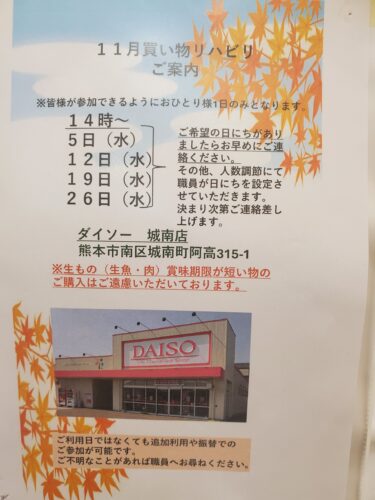 11月買い物リハビリ
ご案内
※皆様が参加できるようにおひとり様1日のみとなります。
14時～
5日（水）
12日（水）
19日（水）
26日（水）
ご希望の日にちがあり
ましたらお早めにご連
絡ください。
その他、人数調節にて
職員が日にちを設定さ
せていただきます。
決まり次第ご連絡差し
上げます。
ダイソー　城南店
熊本市南区城南町阿高315-1
※生もの（生魚・肉）賞味期限が短い物の
ご購入はご遠慮いただいております。
DAISO
ご利用日ではなくても追加利用や振替での
ご参加が可能です。
ご不明なことがあれば職員へお尋ねください。